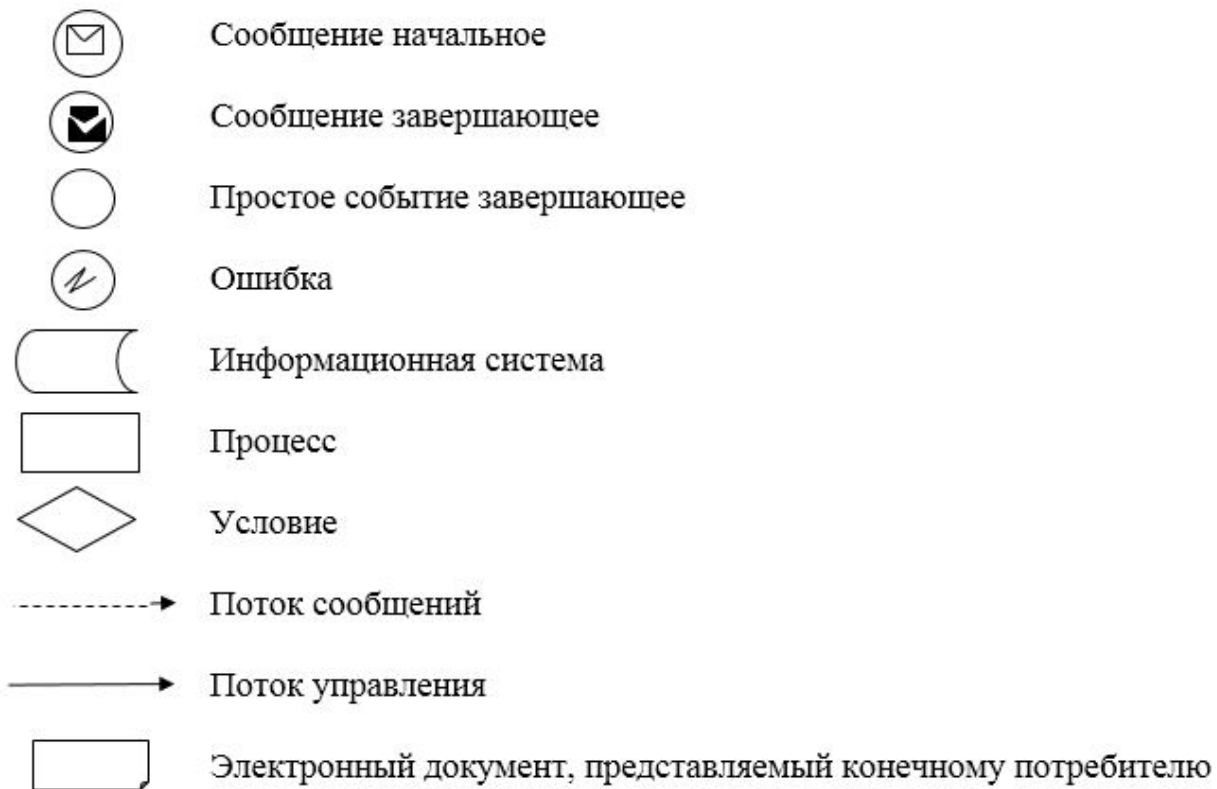 Сообщение начальное
Сообщение завершающее
Простое событие завершающее
Ошибка
Информационная система
Процесс
Условие
Поток сообщений
Поток управления
Электронный документ, представляемый конечному потребителю